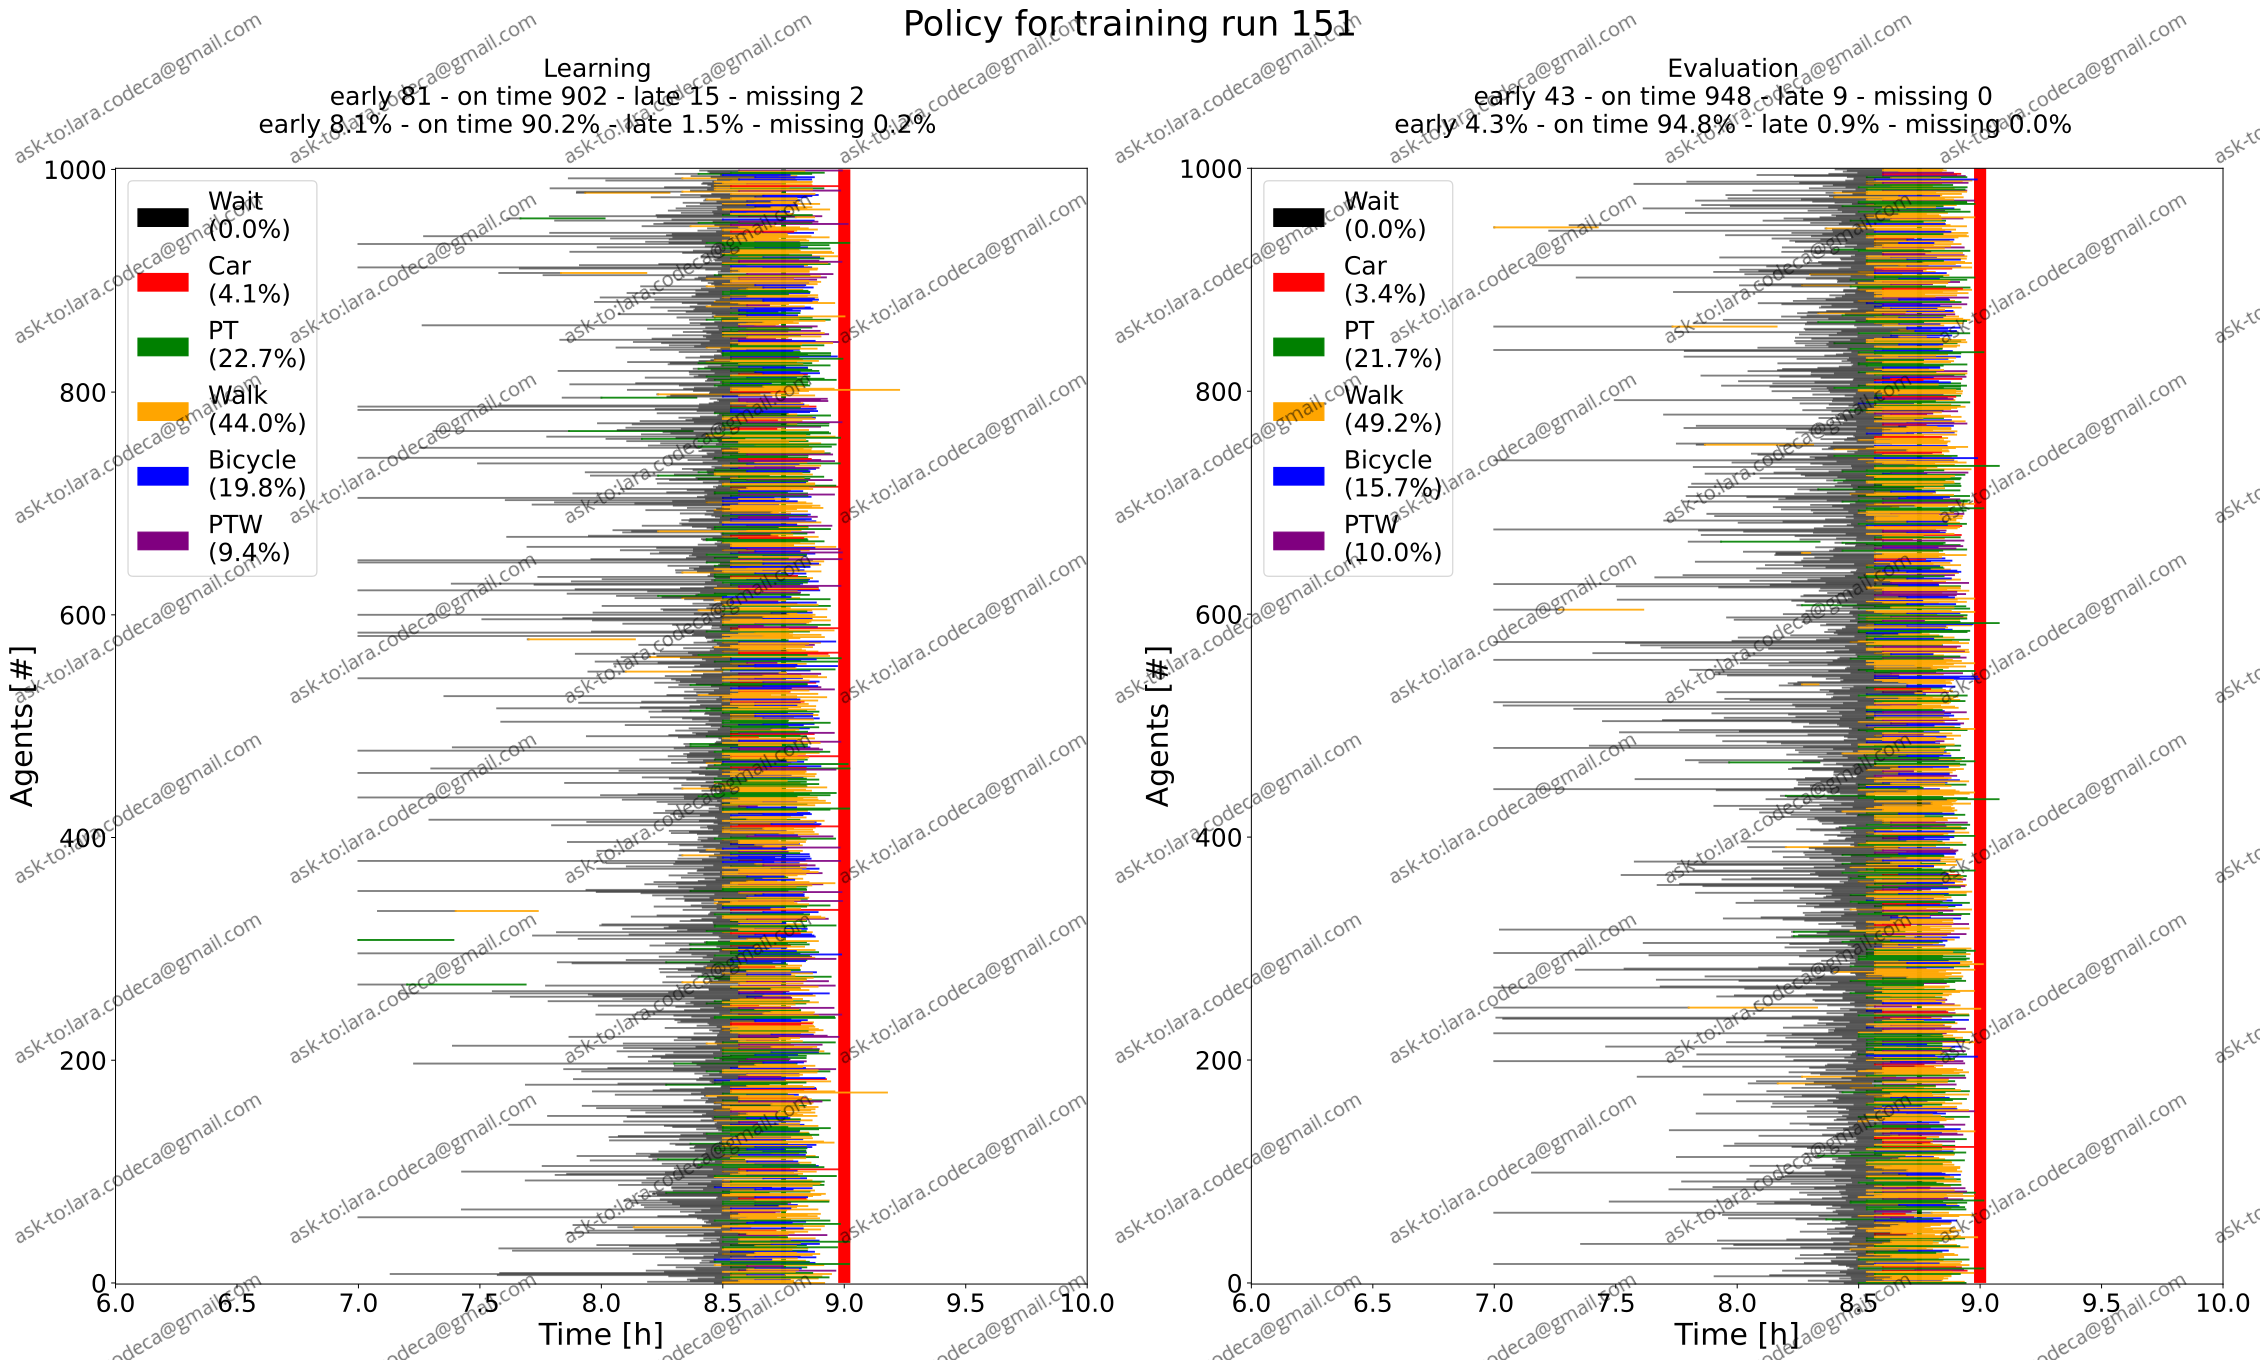 Policy for training run 151
Learning
early 81 - on time 902 - late 15 - missing 2
early 8.1% - on time 90.2% - late 1.5% - missing 0.2%
Agents [#]
1000
800
600
400
200
0
Wait
(0.0%)
Car
(4.1%)
PT
(22.7%)
Walk
(44.0%)
Bicycle
(19.8%)
PTW
(9.4%)
6.0 6.5 7.0 7.5 8.0 8.5 9.0 9.5 10.0
Time [h]
Evaluation
early 43 - on time 948 - late 9 - missing 0
early 4.3% - on time 94.8% - late 0.9% - missing 0.0%
Agents [#]
1000
800
600
400
200
0
Wait
(0.0%)
Car
(3.4%)
PT
(21.7%)
Walk
(49.2%)
Bicycle
(15.7%)
PTW
(10.0%)
6.0 6.5 7.0 7.5 8.0 8.5 9.0 9.5 10.0
Time [h]
ask-to:lara.codeca@gmail.com